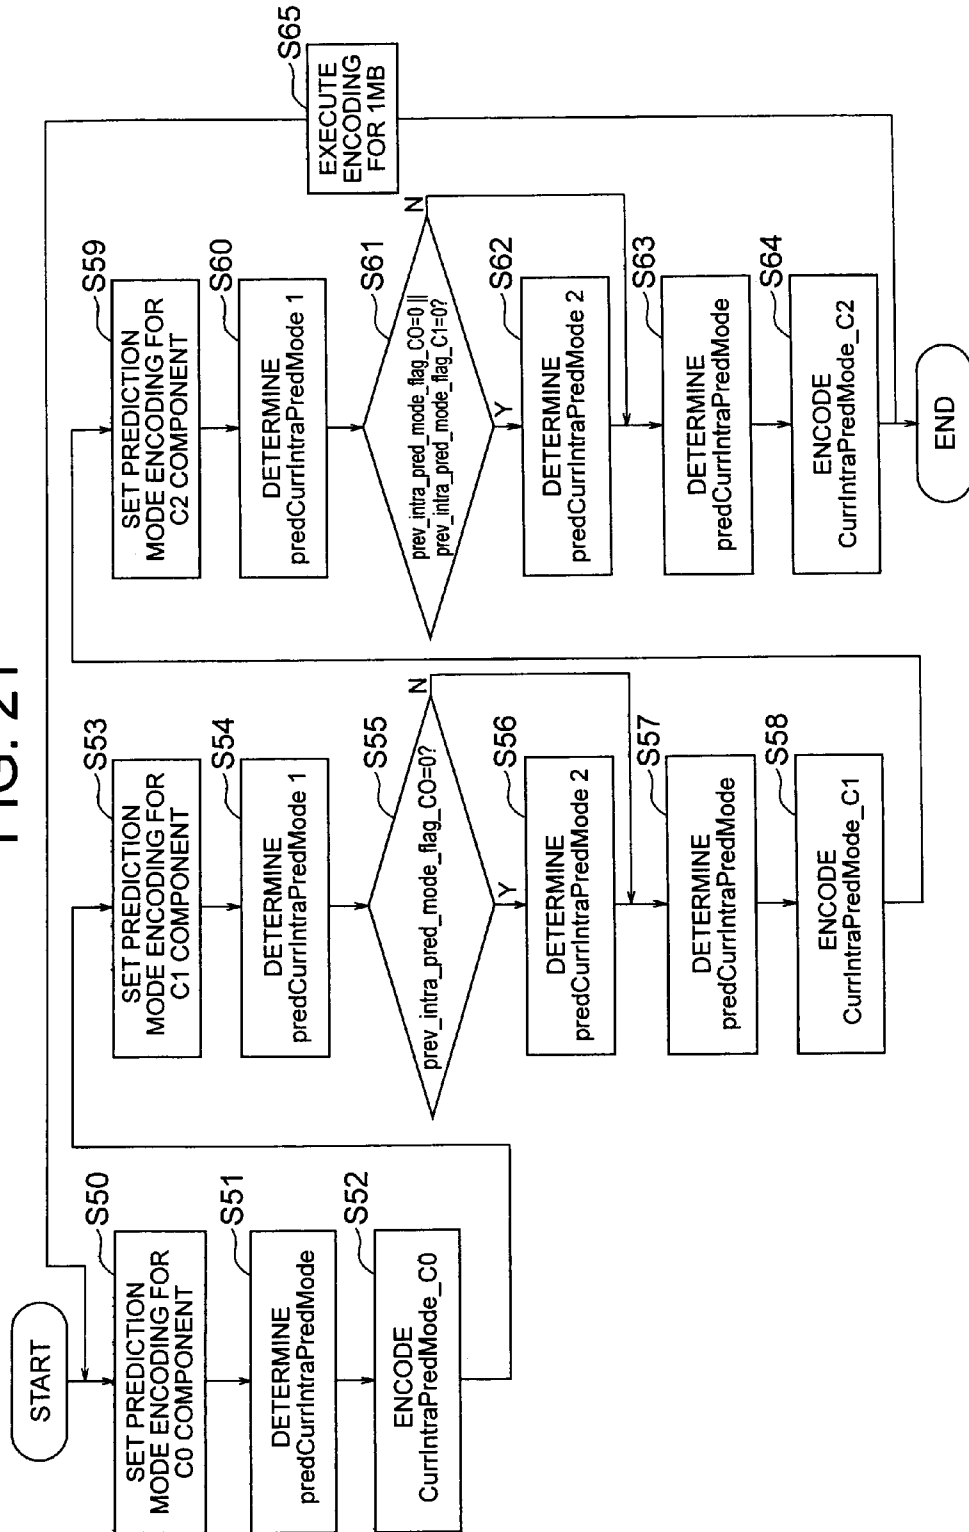 FIG. 21
START
SET PREDICTION
MODE ENCODING FOR
C0 COMPONENT
S50
DETERMINE
predCurrIntraPredMode
S51
ENCODE
CurrIntraPredMode_C0
S52
SET PREDICTION
MODE ENCODING FOR
C1 COMPONENT
S53
DETERMINE
predCurrIntraPredMode 1
S54
prev_intra_pred_mode_flag_CO=0?
S55
N
Y
DETERMINE
predCurrIntraPredMode 2
S56
DETERMINE
predCurrIntraPredMode
S57
ENCODE
CurrIntraPredMode_C1
S58
SET PREDICTION
MODE ENCODING FOR
C2 COMPONENT
S59
DETERMINE
predCurrIntraPredMode 1
S60
prev_intra_pred_mode_flag_CO=0 ||
prev_intra_pred_mode_flag_C1=0?
S61
N
Y
DETERMINE
predCurrIntraPredMode 2
S62
DETERMINE
predCurrIntraPredMode
S63
ENCODE
CurrIntraPredMode_C2
S64
EXECUTE
ENCODING
FOR 1MB
S65
END